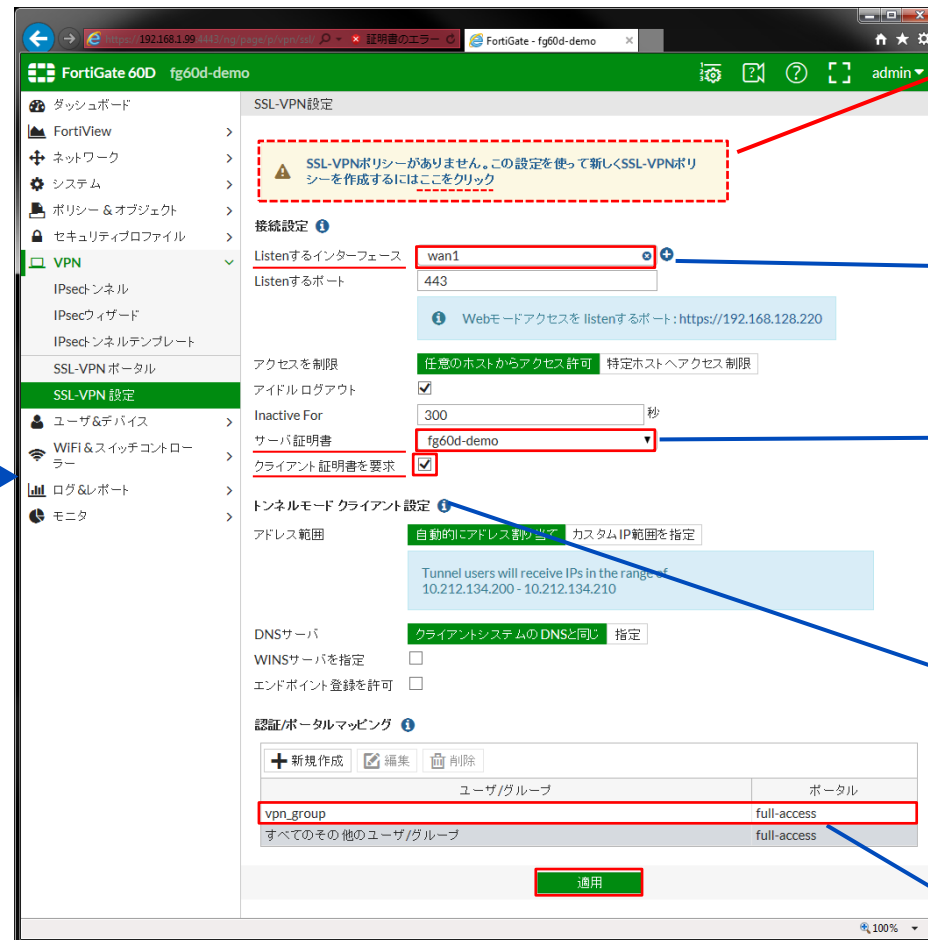 https://192.168.1.99:4443/ng/page/p/vpn/ssl/
証明書のエラー
FortiGate - fg60d-demo
FortiGate 60D fg60d-demo
admin
ダッシュボード
FortiView
ネットワーク
システム
ポリシー & オブジェクト
セキュリティプロファイル
VPN
IPsecトンネル
IPsecウィザード
IPsecトンネルテンプレート
SSL-VPN ポータル
SSL-VPN 設定
ユーザ&デバイス
WiFi & スイッチコントロー
ラー
ログ&レポート
モニタ
SSL-VPN設定
SSL-VPNポリシーがありません。この設定を使って新しくSSL-VPNポリ
シーを作成するにはここをクリック
接続設定
Listenするインターフェース wan1
Listenするポート 443
Webモードアクセスを listenするポート: https://192.168.128.220
アクセスを制限 任意のホストからアクセス許可 特定ホストへアクセス制限
アイドル ログアウト
Inactive For 300 秒
サーバ証明書 fg60d-demo
クライアント証明書を要求
トンネルモード クライアント設定
アドレス範囲 自動的にアドレス割り当て カスタム IP範囲を指定
Tunnel users will receive IPs in the range of
10.212.134.200 - 10.212.134.210
DNSサーバ クライアントシステムの DNSと同じ 指定
WINSサーバを指定
エンドポイント登録を許可
認証/ポータルマッピング
新規作成 編集 削除
ユーザ/グループ ポータル
vpn_group full-access
すべてのその他のユーザ/グループ full-access
適用
100%